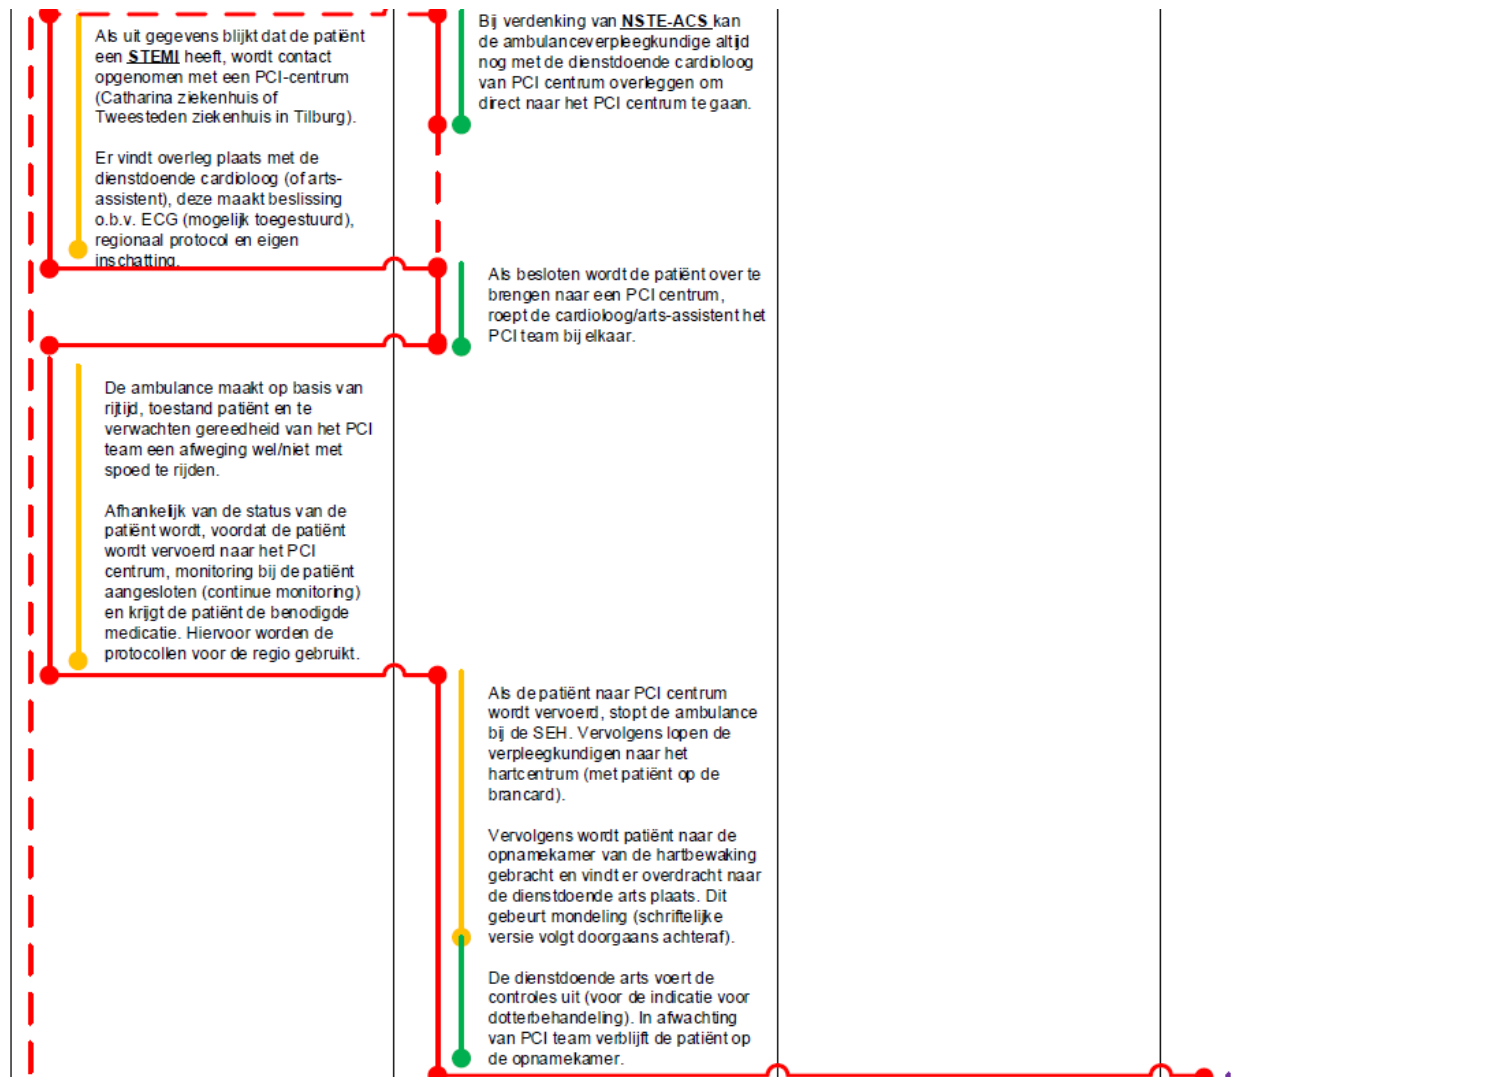 Als uit gegevens blijkt dat de patiënt
een STEMI heeft, wordt contact
opgenomen met een PCI-centrum
(Catharina ziekenhuis of
Tweesteden ziekenhuis in Tilburg).
Er vindt overleg plaats met de
dienstdoende cardioloog (of arts-
assistent), deze maakt beslissing
o.b.v. ECG (mogelijk toegestuurd),
regionaal protocol en eigen
inschatting.
Bij verdenking van NSTE-ACS kan
de ambulanceverpleegkundige altijd
nog met de dienstdoende cardioloog
van PCI centrum overleggen om
direct naar het PCI centrum te gaan.
Als besloten wordt de patiënt over te
brengen naar een PCI centrum,
roept de cardioloog/arts-assistent het
PCI team bij elkaar.
De ambulance maakt op basis van
rijtijd, toestand patiënt en te
verwachten gereedheid van het PCI
team een afweging wel/niet met
spoed te rijden.
Afhankelijk van de status van de
patiënt wordt, voordat de patiënt
wordt vervoerd naar het PCI
centrum, monitoring bij de patiënt
aangesloten (continue monitoring)
en krijgt de patiënt de benodigde
medicatie. Hiervoor worden de
protocollen voor de regio gebruikt.
Als de patiënt naar PCI centrum
wordt vervoerd, stopt de ambulance
bij de SEH. Vervolgens lopen de
verpleegkundigen naar het
hartcentrum (met patiënt op de
brancard).
Vervolgens wordt patiënt naar de
opnamekamer van de hartbewaking
gebracht en vindt er overdracht naar
de dienstdoende arts plaats. Dit
gebeurt mondeling (schriftelijke
versie volgt doorgaans achteraf).
De dienstdoende arts voert de
controles uit (voor de indicatie voor
dotterbehandeling). In afwachting
van PCI team verblijft de patiënt op
de opnamekamer.